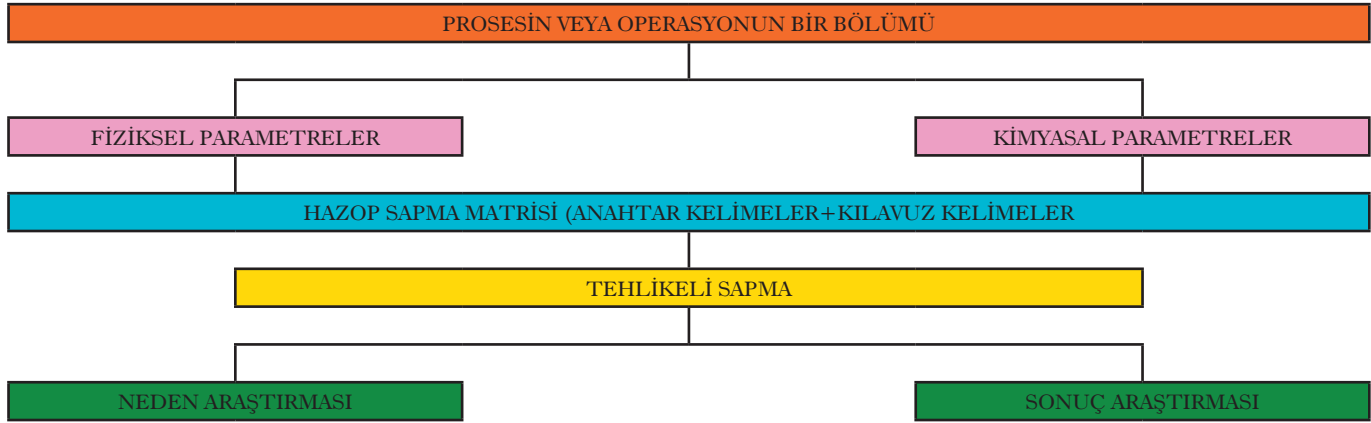 PROSESİN VEYA OPERASYONUN BİR BÖLÜMÜ
FİZİKSEL PARAMETRELER
KİMYASAL PARAMETRELER
HAZOP SAPMA MATRİSİ (ANAHTAR KELİMELER+KILAVUZ KELİMELER
TEHLİKELİ SAPMA
NEDEN ARAŞTIRMASI
SONUÇ ARAŞTIRMASI